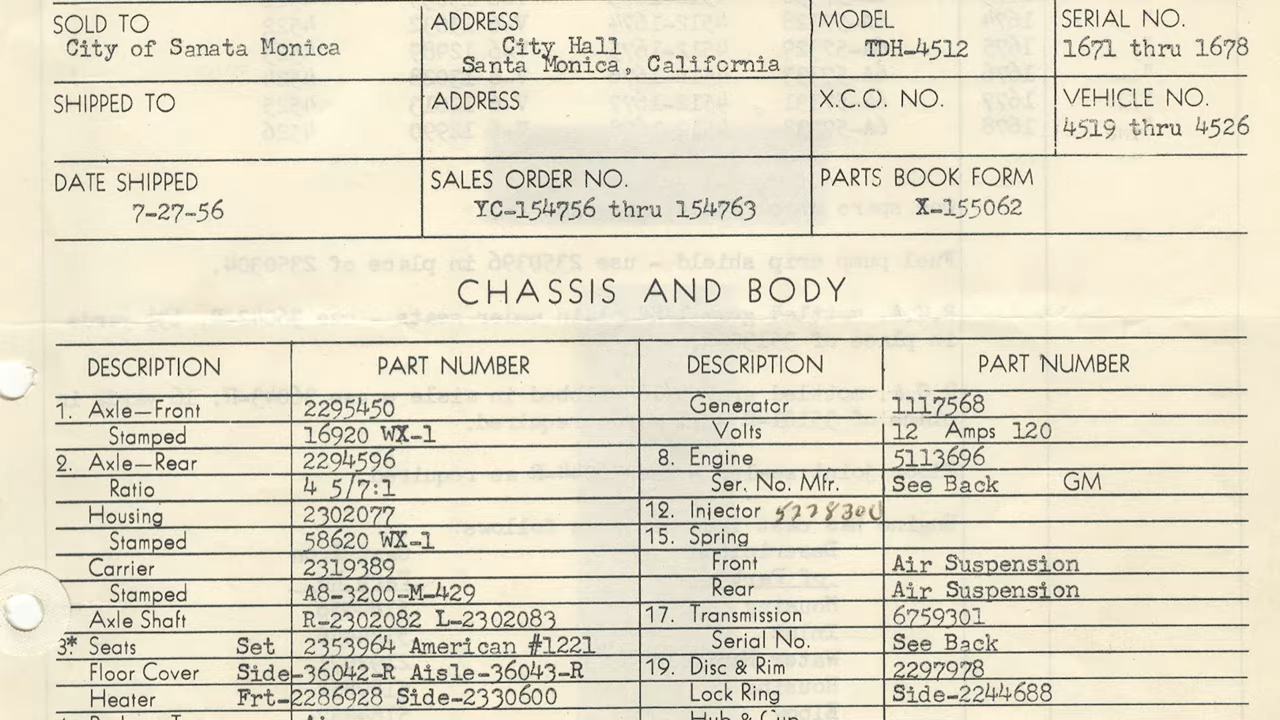 SOLD TO ADDRESS MODEL SERIAL NO.
City of Sanata Monica City Hall TDH-4512 1671 thru 1678
Santa Monica, California
SHIPPED TO ADDRESS X.C.O. NO. VEHICLE NO.
4519 thru 4526
DATE SHIPPED SALES ORDER NO. PARTS BOOK FORM
7-27-56 YC-154756 thru 154763 X-155062
CHASSIS AND BODY
DESCRIPTION PART NUMBER DESCRIPTION PART NUMBER
1. Axle—Front 2295450 Generator 1117568
Stamped 16920 WX-1 Volts 12 Amps 120
2. Axle—Rear 2294596 8. Engine 5113696
Ratio 4 5/7:1 Ser. No. Mfr. See Back GM
Housing 2302077 12. Injector
Stamped 58620 WX-1 15. Spring
Carrier 2319389 Front Air Suspension
Stamped A8-3200-M-429 Rear Air Suspension
Axle Shaft R-2302082 L-2302083 17. Transmission 6759301
3* Seats Set 2353964 American #1221 Serial No. See Back
Floor Cover Side-36042-R Aisle-36043-R 19. Disc & Rim 2297978
Heater Frt-2286928 Side-2330600 Lock Ring Side-2244688